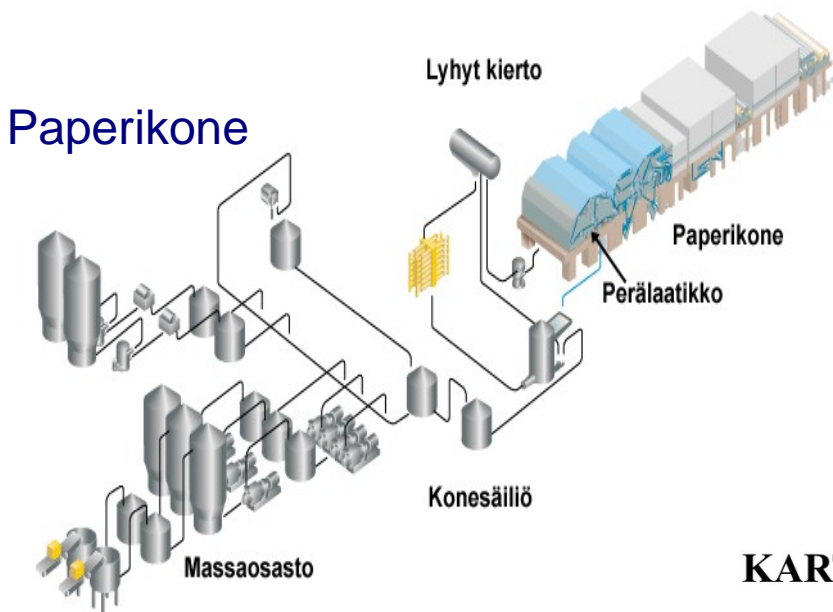 Lyhyt kierto
Paperikone
Paperikone
Perälaatikko
Konesäiliö
Massaosasto